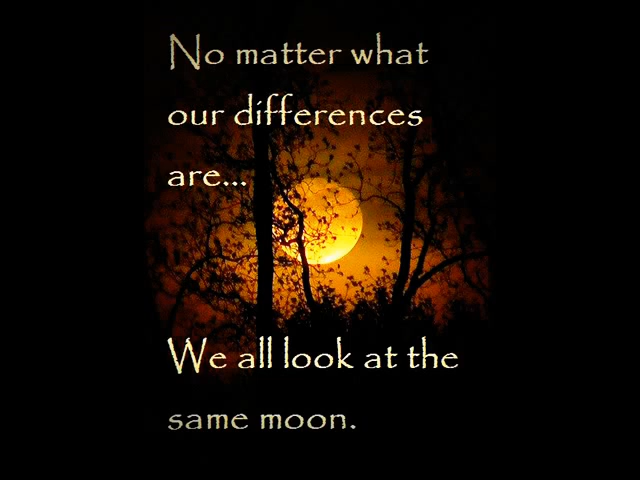 No matter what
our differences
are...
We all look at the
same moon.